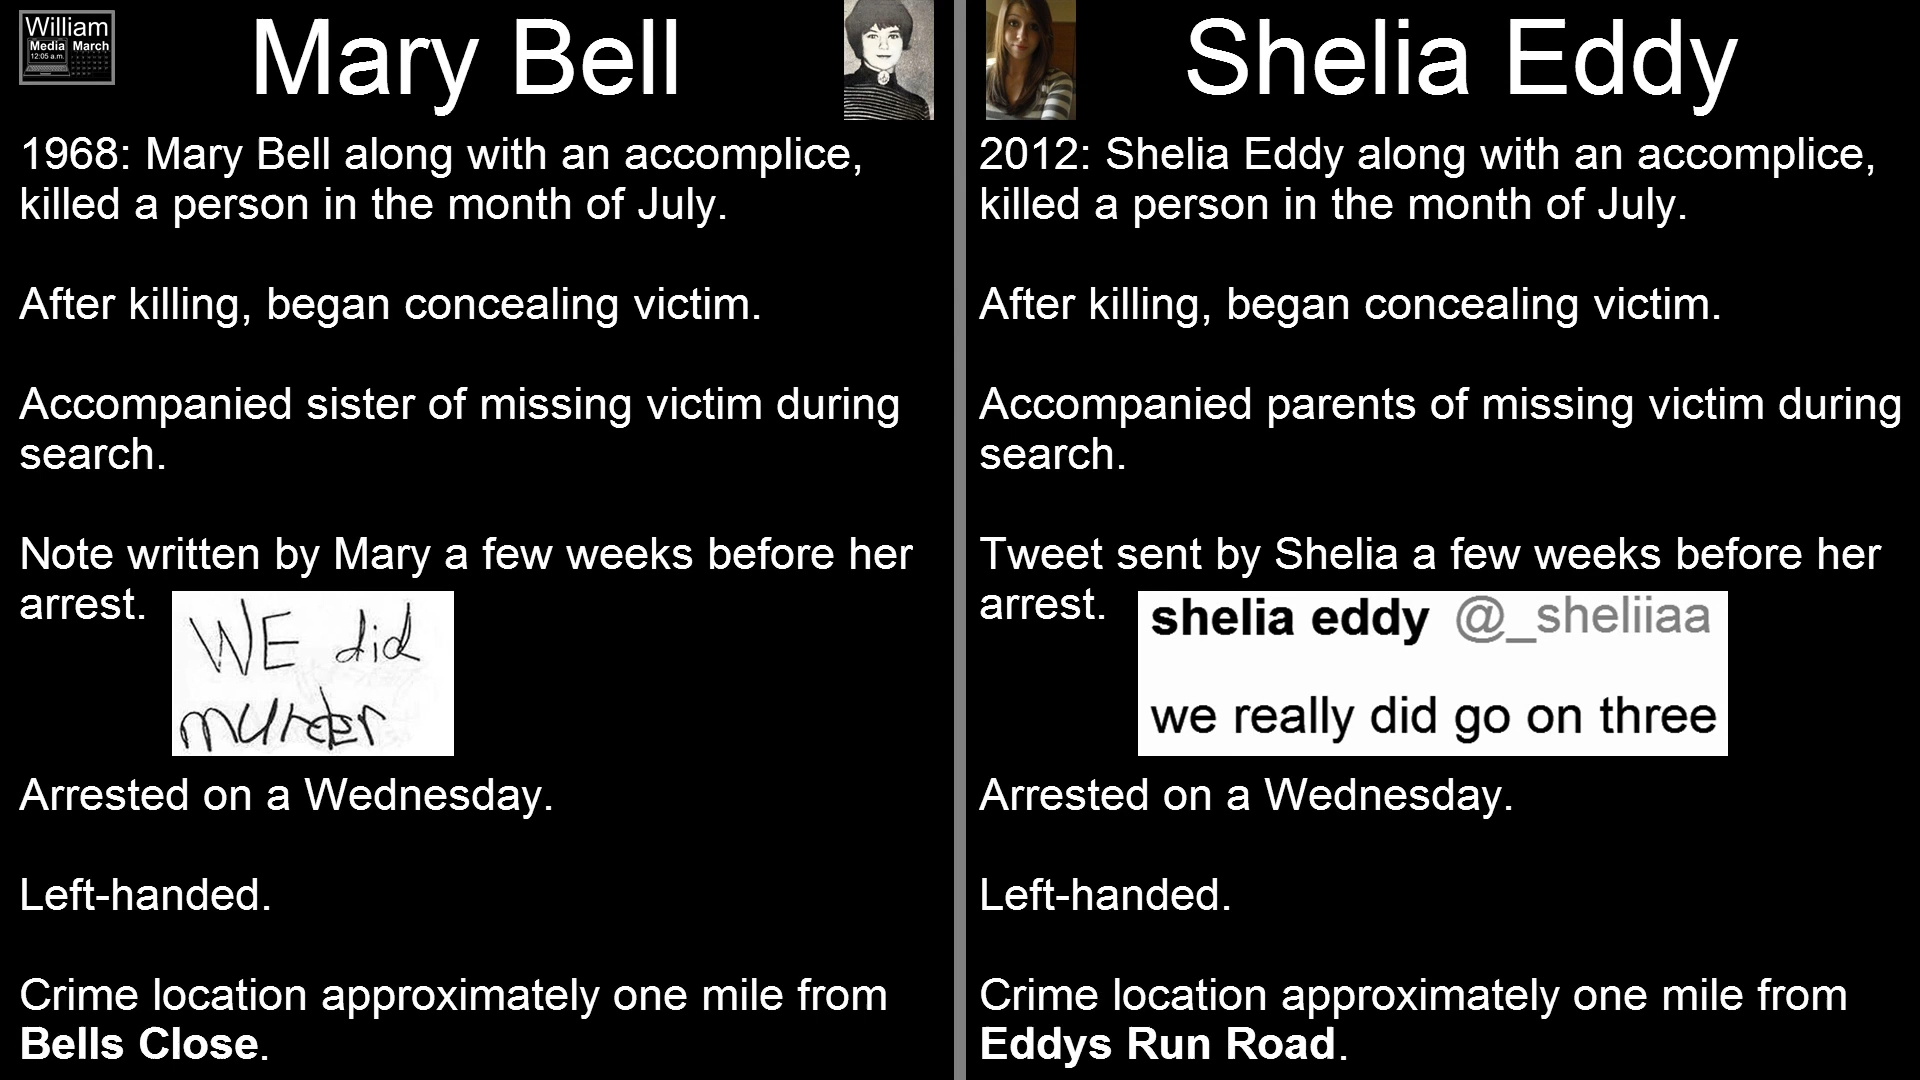 William
Media March
12:05 a.m.
Mary Bell
1968: Mary Bell along with an accomplice,
killed a person in the month of July.
After killing, began concealing victim.
Accompanied sister of missing victim during
search.
Note written by Mary a few weeks before her
arrest.
WE did
murder
Arrested on a Wednesday.
Left-handed.
Crime location approximately one mile from
Bells Close.
Shelia Eddy
2012: Shelia Eddy along with an accomplice,
killed a person in the month of July.
After killing, began concealing victim.
Accompanied parents of missing victim during
search.
Tweet sent by Shelia a few weeks before her
arrest.
shelia eddy @_sheliiaa
we really did go on three
Arrested on a Wednesday.
Left-handed.
Crime location approximately one mile from
Eddys Run Road.